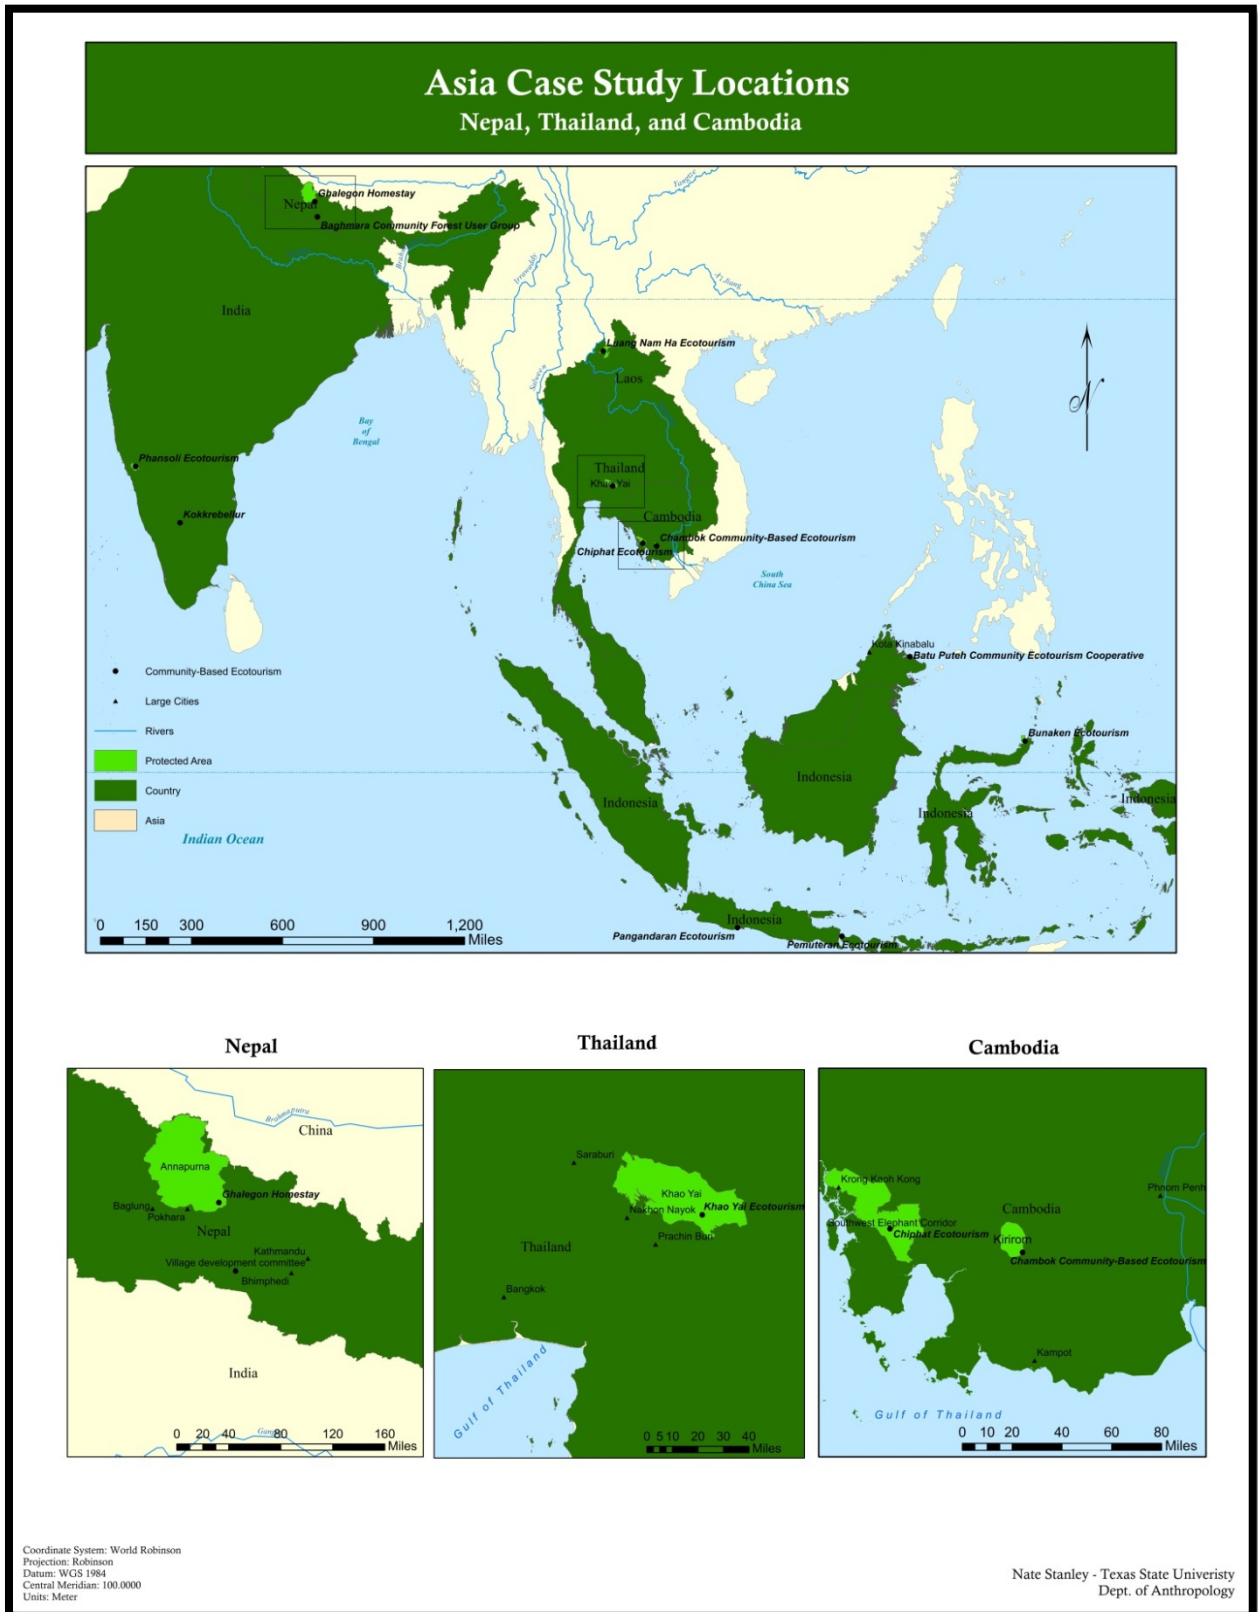 Asia Case Study Locations
Nepal, Thailand, and Cambodia
Yangtze
Ghalegon Homestay
Nepal
Baghmara Community Forest User Group
Irrawaddy
Xi Jiang
India
Luang Nam Ha Ecotourism
Laos
Salween
Bay
of
Bengal
Phansoli Ecotourism
Thailand
Khao Yai
Kokkrebellur
Cambodia
Chambok Community-Based Ecotourism
Chiphat Ecotourism
South
China Sea
N
Kota Kinabalu
Batu Puteh Community Ecotourism Cooperative
Community-Based Ecotourism
Large Cities
Rivers
Protected Area
Country
Asia
Bunaken Ecotourism
Indonesia
Indonesia
Indonesia
Indonesia
Indian Ocean
Indonesia
Pangandaran Ecotourism
Pemuteran Ecotourism
0 150 300 600 900 1,200
Miles
Nepal
Brahmaputra
China
Annapurna
Ghalegon Homestay
Baglung
Pokhara
Nepal
Kathmandu
Village development committee
Bhimphedi
India
0 20 40 80 120 160
Miles
Thailand
Saraburi
Khao Yai
Khao Yai Ecotourism
Nakhon Nayok
Prachin Buri
Thailand
Bangkok
Gulf of Thailand
0 5 10 20 30 40
Miles
Cambodia
Krong Kaoh Kong
Phnom Penh
Cambodia
Southwest Elephant Corridor
Chiphat Ecotourism
Kirirom
Chambok Community-Based Ecotourism
Kampot
Gulf of Thailand
0 10 20 40 60 80
Miles
Coordinate System: World Robinson
Projection: Robinson
Datum: WGS 1984
Central Meridian: 100.0000
Units: Meter
Nate Stanley - Texas State Univeristy
Dept. of Anthropology